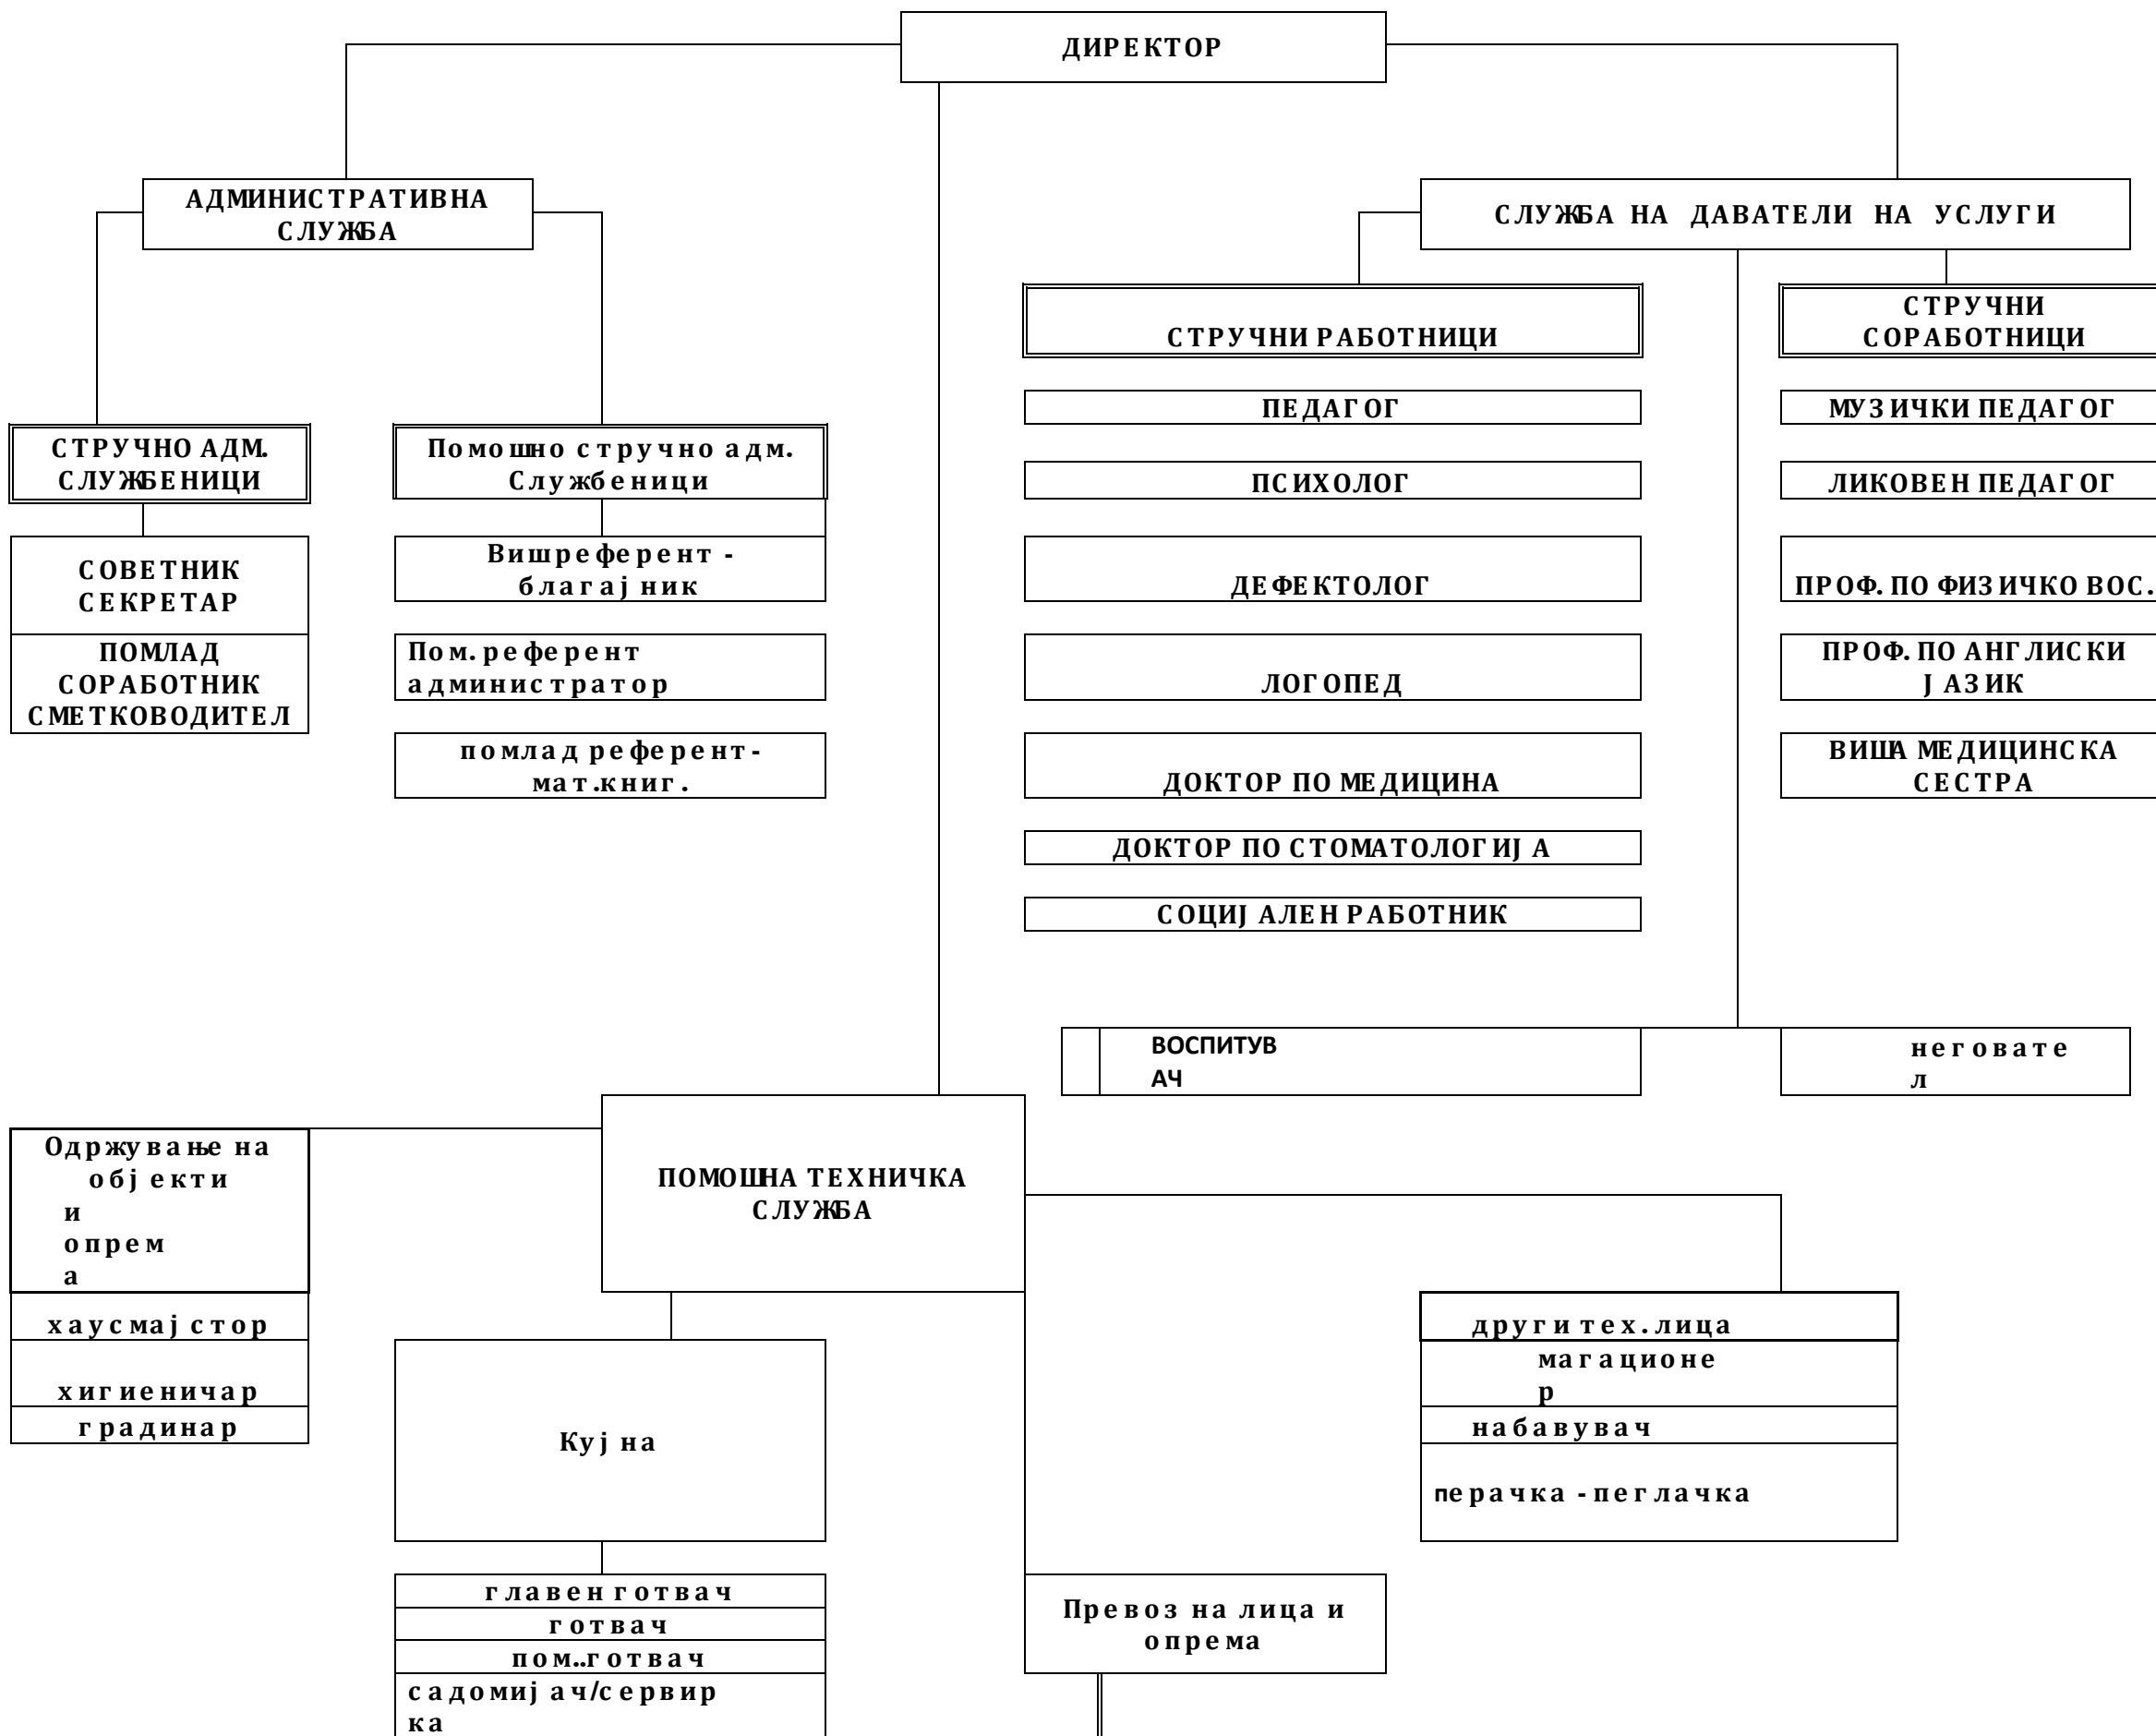 ДИРЕКТОР
АДМИНИСТРАТИВНА
СЛУЖБА
СЛУЖБА НА ДАВАТЕЛИ НА УСЛУГИ
СТРУЧНИ РАБОТНИЦИ
СТРУЧНИ
СОРАБОТНИЦИ
ПЕДАГОГ
МУЗИЧКИ ПЕДАГОГ
СТРУЧНО АДМ.
СЛУЖБЕНИЦИ
Помошно стручно адм.
Службеници
ПСИХОЛОГ
ЛИКОВЕН ПЕДАГОГ
СОВЕТНИК
СЕКРЕТАР
Виш референт -
благајник
ДЕФЕКТОЛОГ
ПРОФ. ПО ФИЗИЧКО ВОС.
ПОМЛАД
СОРАБОТНИК
СМЕТКОВОДИТЕЛ
Пом. референт
администратор
ЛОГОПЕД
ПРОФ. ПО АНГЛИСКИ
ЈАЗИК
помлад референт-
мат.книг.
ДОКТОР ПО МЕДИЦИНА
ВИША МЕДИЦИНСКА
СЕСТРА
ДОКТОР ПО СТОМАТОЛОГИЈА
СОЦИЈАЛЕН РАБОТНИК
ВОСПИТУВ
АЧ
неговате
л
Одржување на
објекти
и
опрем
а
ПОМОШНА ТЕХНИЧКА
СЛУЖБА
хаусмајстор
хигиеничар
градинар
други тех. лица
магационе
р
набавувач
перачка - пеглачка
Кујна
главен готвач
готвач
пом..готвач
садомијач/сервир
ка
Превоз на лица и
опрема